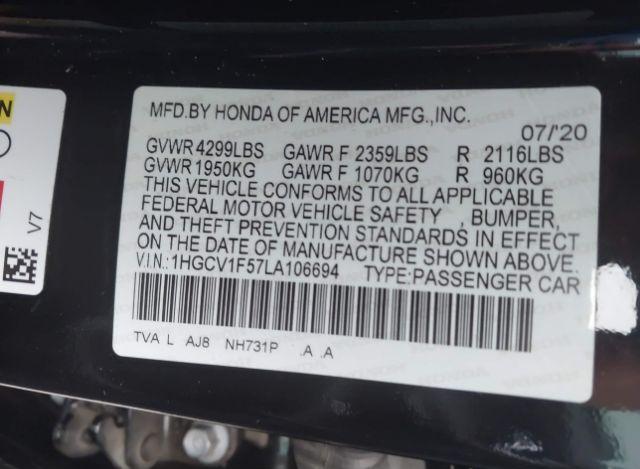 N
V7
MFD.BY HONDA OF AMERICA MFG.,INC.
07/'20
GVWR 4299LBS GAWR F 2359LBS R 2116LBS
GVWR 1950KG GAWR F 1070KG R 960KG
THIS VEHICLE CONFORMS TO ALL APPLICABLE
FEDERAL MOTOR VEHICLE SAFETY , BUMPER,
AND THEFT PREVENTION STANDARDS IN EFFECT
ON THE DATE OF MANUFACTURE SHOWN ABOVE.
V.I.N.:1HGCV1F57LA106694 TYPE:PASSENGER CAR
TVA L AJ8 NH731P .A .A